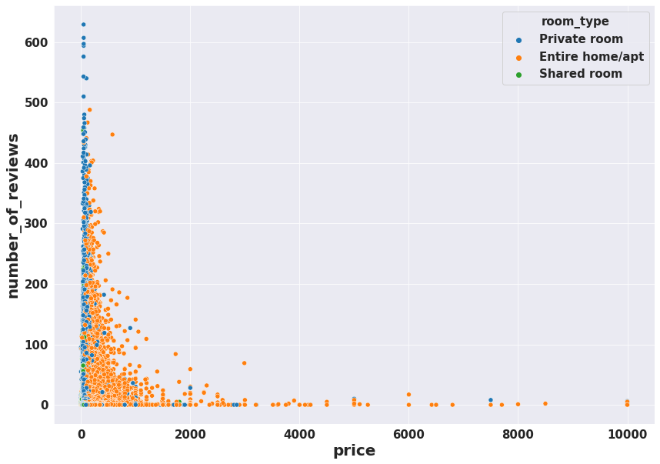 room_type
Private room
Entire home/apt
Shared room
number_of_reviews
600
500
400
300
200
100
0
0 2000 4000 6000 8000 10000
price